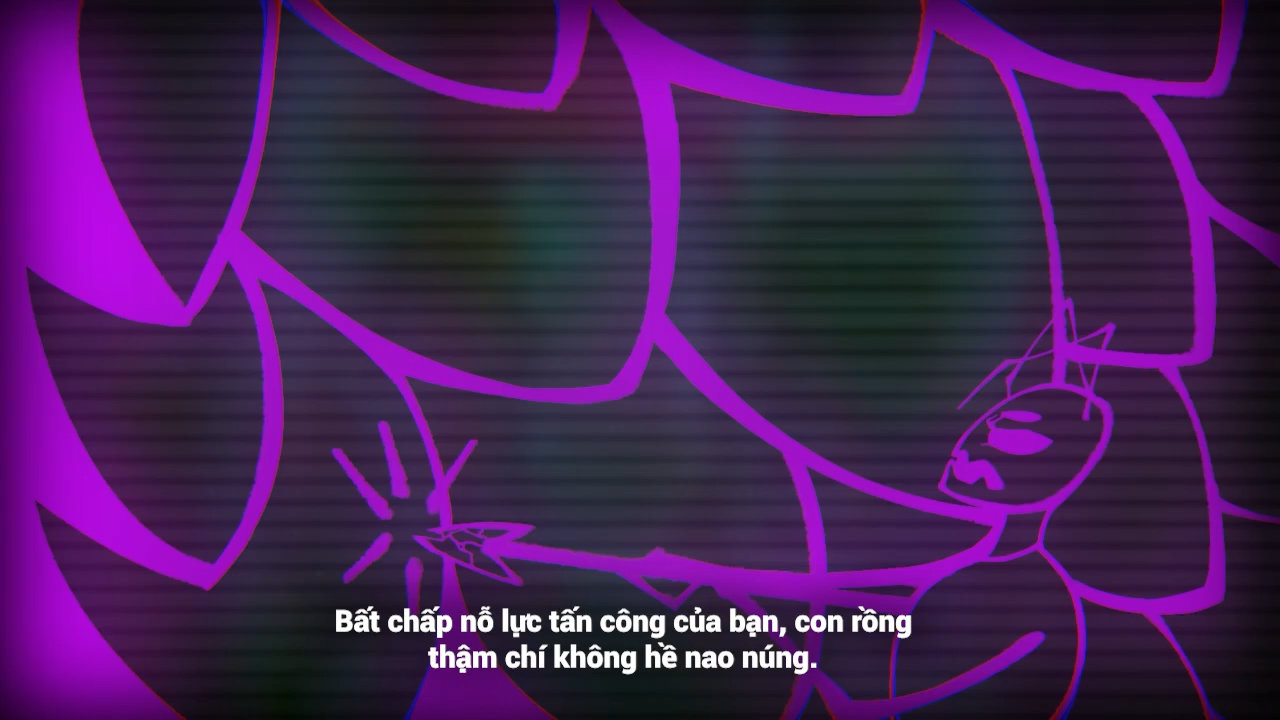 Bất chấp nỗ lực tấn công của bạn, con rồng
thậm chí không hề nao núng.